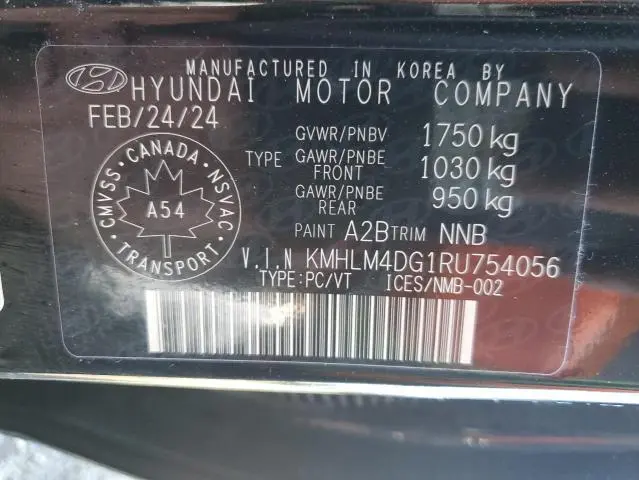 MANUFACTURED IN KOREA BY
HYUNDAI MOTOR COMPANY
FEB/24/24
GVWR/PNBV 1750 kg
TYPE GAWR/PNBE FRONT 1030 kg
GAWR/PNBE REAR 950 kg
PAINT A2B TRIM NNB
CANADA
CMVSS NSVAC
A54
TRANSPORT
V.I.N KMHLM4DG1RU754056
TYPE:PC/VT ICES/NMB-002